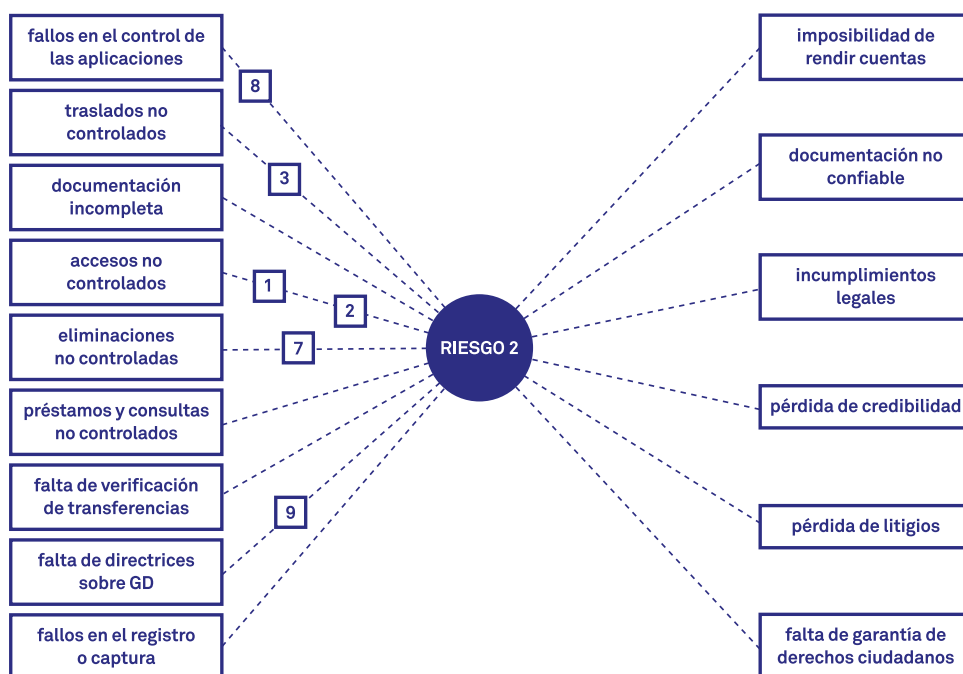 fallos en el control de
las aplicaciones
8
traslados no
controlados
3
documentación
incompleta
accesos no
controlados
1
2
eliminaciones
no controladas
7
préstamos y consultas
no controlados
falta de verificación
de transferencias
9
falta de directrices
sobre GD
fallos en el registro
o captura
RIESGO 2
imposibilidad de
rendir cuentas
documentación no
confiable
incumplimientos
legales
pérdida de credibilidad
pérdida de litigios
falta de garantía de
derechos ciudadanos